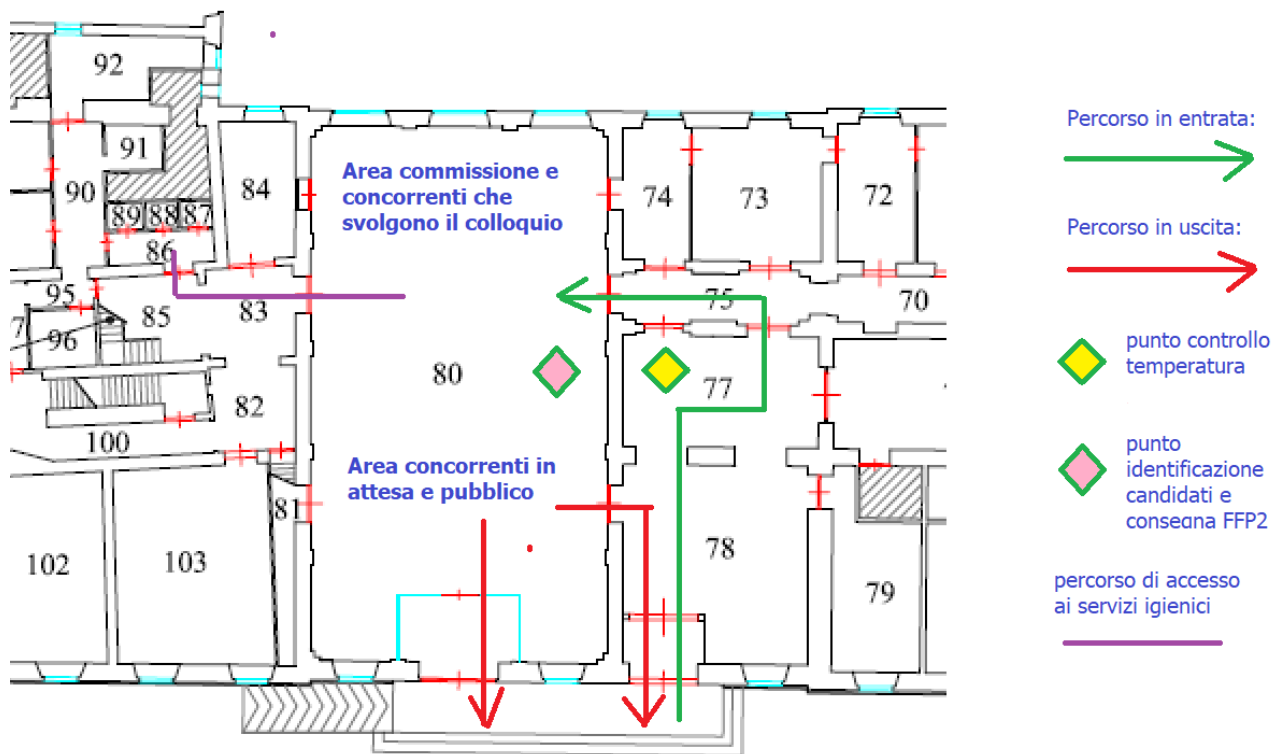 92
91
90
84
89
88
87
86
Area commissione e
concorrenti che
svolgono il colloquio
74
73
72
Percorso in entrata:
Percorso in uscita:
95
85
83
75
70
7
96
80
77
punto controllo
temperatura
82
100
Area concorrenti in
attesa e pubblico
81
punto
identificazione
candidati e
consegna FFP2
102
103
78
79
percorso di accesso
ai servizi igienici